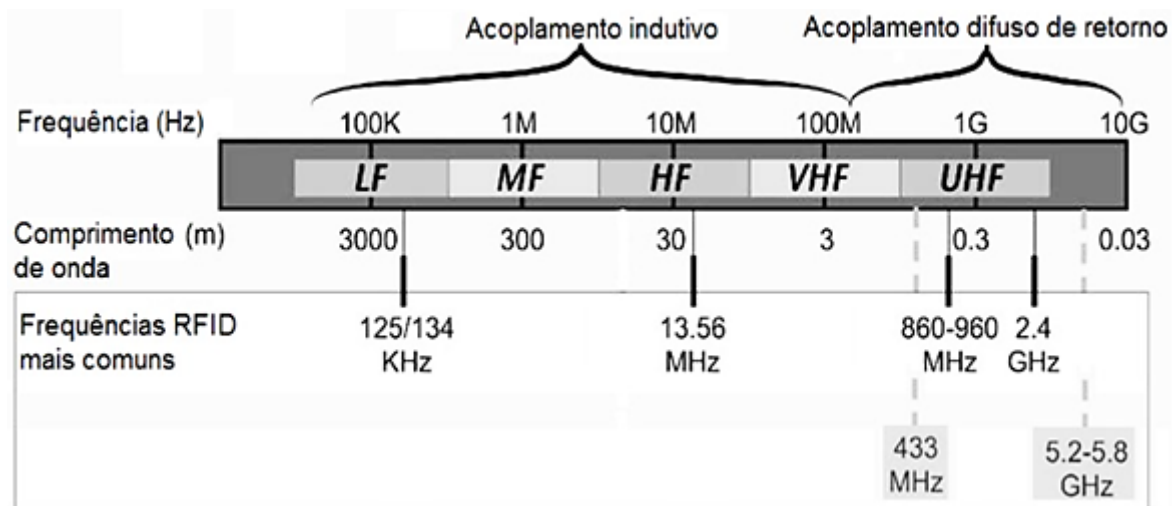 Acoplamento indutivo
Acoplamento difuso de retorno
Frequência (Hz) 100K 1M 10M 100M 1G 10G
LF MF HF VHF UHF
Comprimento (m) 3000 300 30 3 0.3 0.03
de onda
Frequências RFID 125/134 13.56 860-960 2.4
mais comuns KHz MHz MHz GHz
433 5.2-5.8
MHz GHz